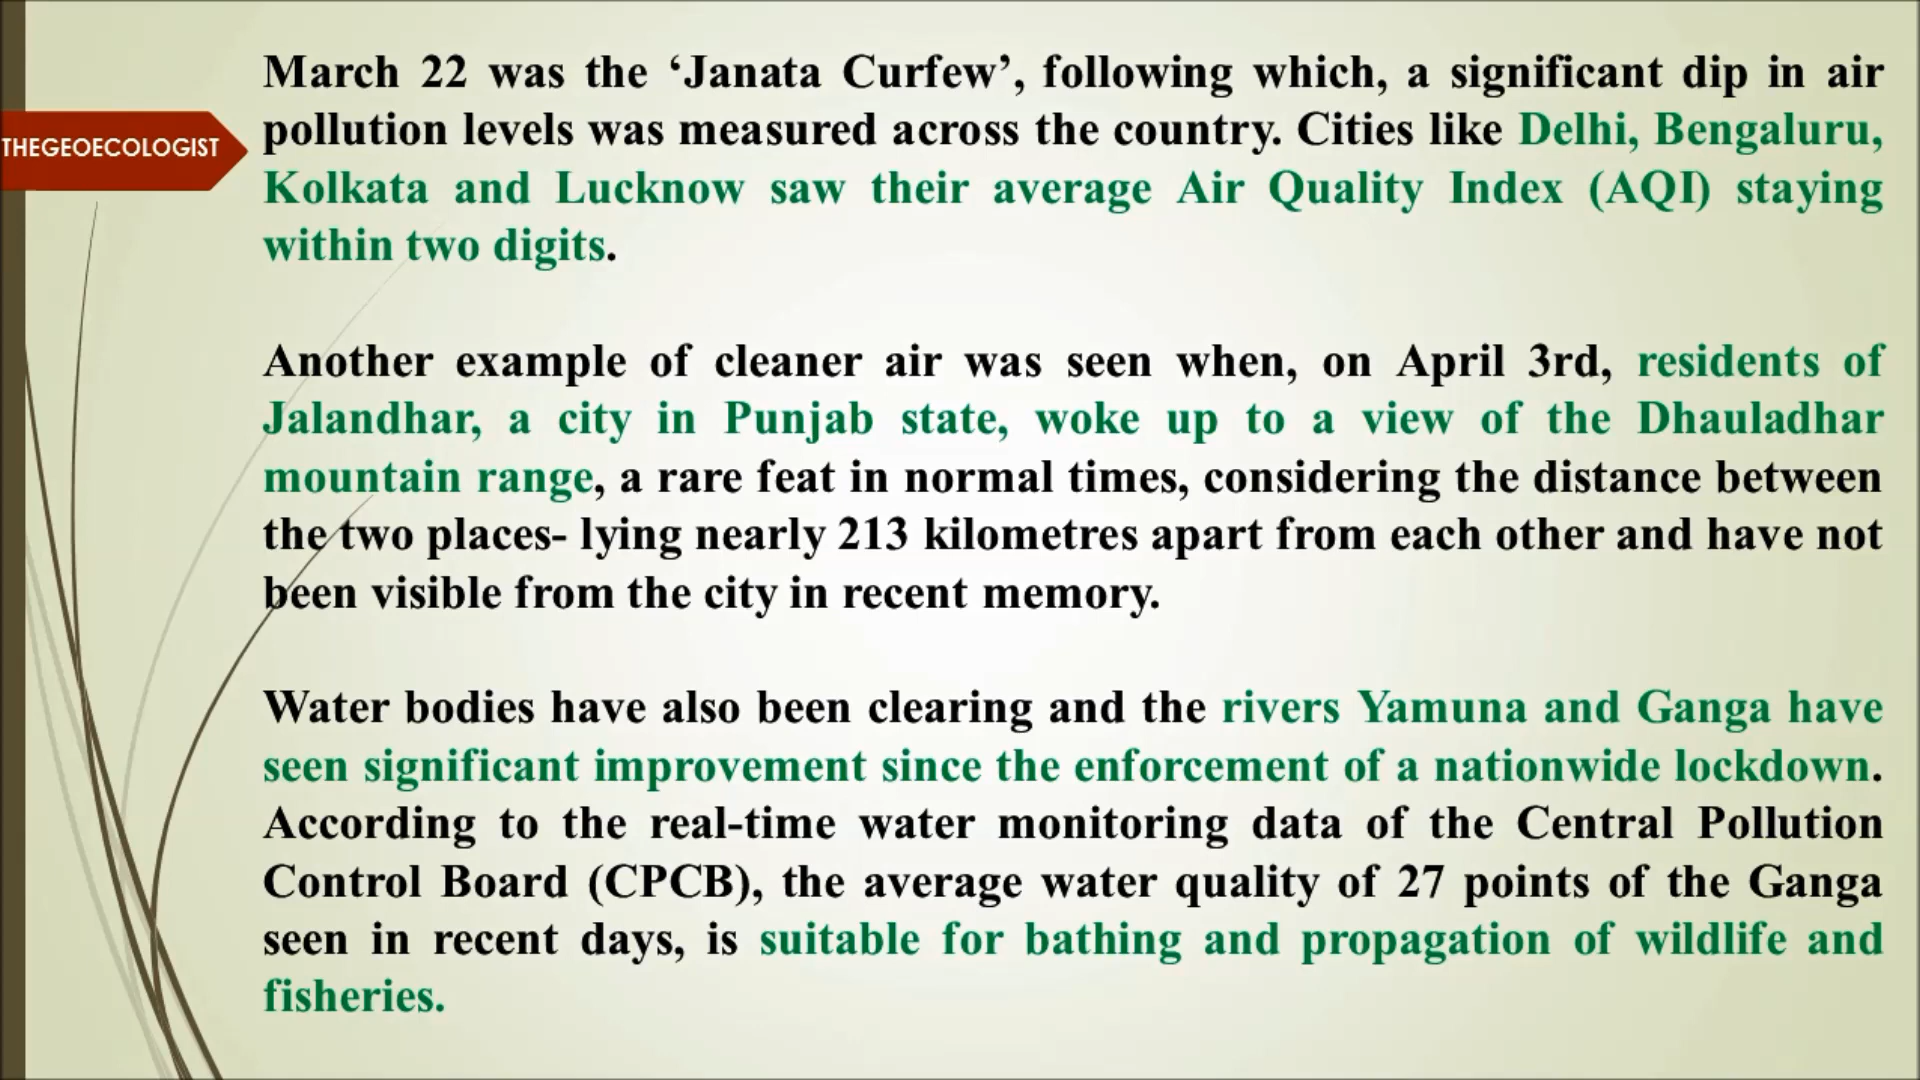 March 22 was the ‘Janata Curfew’, following which, a significant dip in air
pollution levels was measured across the country. Cities like Delhi, Bengaluru,
THEGEOECOLOGIST
Kolkata and Lucknow saw their average Air Quality Index (AQI) staying
within two digits.
Another example of cleaner air was seen when, on April 3rd, residents of
Jalandhar, a city in Punjab state, woke up to a view of the Dhauladhar
mountain range, a rare feat in normal times, considering the distance between
the two places- lying nearly 213 kilometres apart from each other and have not
been visible from the city in recent memory.
Water bodies have also been clearing and the rivers Yamuna and Ganga have
seen significant improvement since the enforcement of a nationwide lockdown.
According to the real-time water monitoring data of the Central Pollution
Control Board (CPCB), the average water quality of 27 points of the Ganga
seen in recent days, is suitable for bathing and propagation of wildlife and
fisheries.